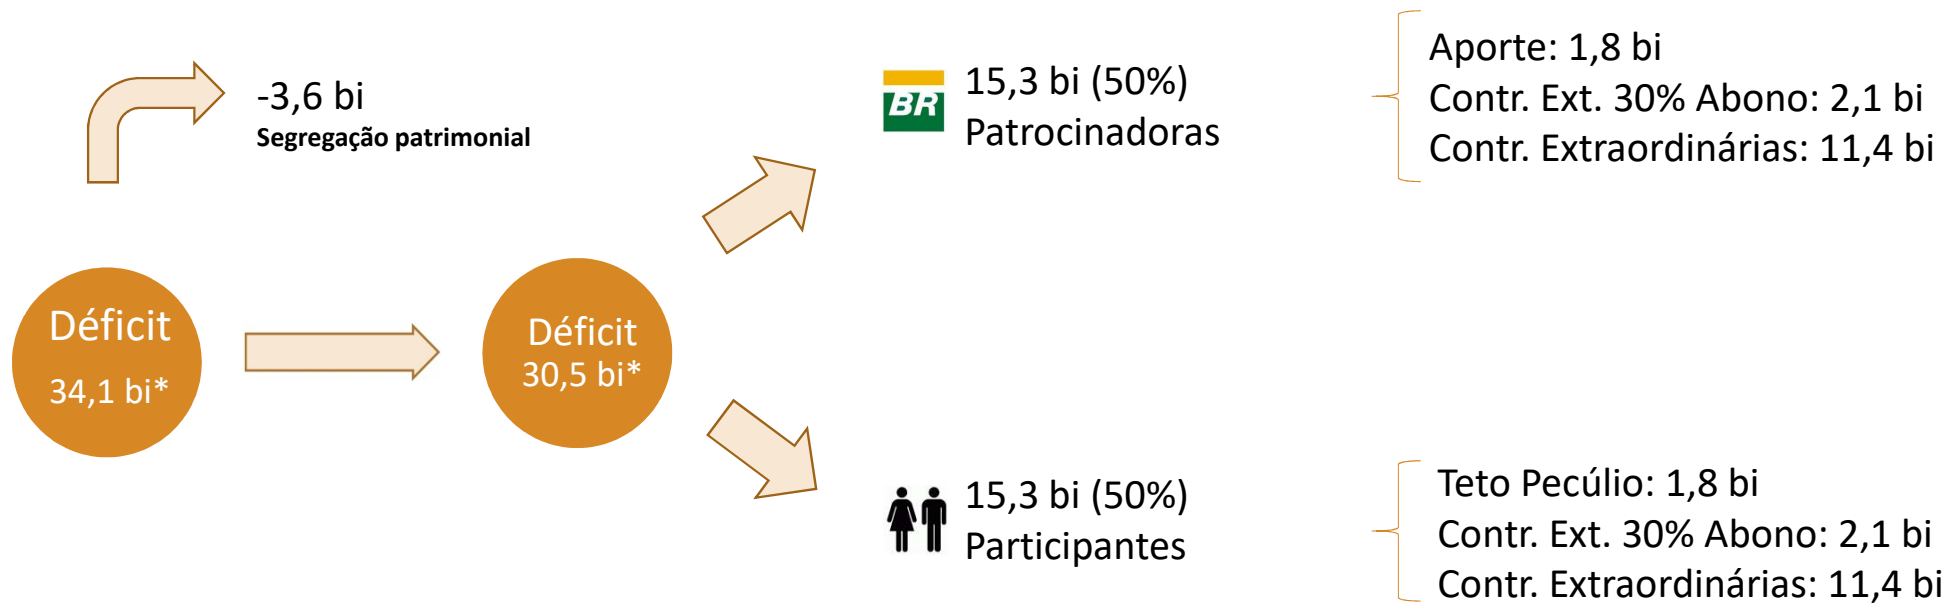 -3,6 bi
Segregação patrimonial
Déficit
34,1 bi*
Déficit
30,5 bi*
BR
15,3 bi (50%)
Patrocinadoras
Aporte: 1,8 bi
Contr. Ext. 30% Abono: 2,1 bi
Contr. Extraordinárias: 11,4 bi
15,3 bi (50%)
Participantes
Teto Pecúlio: 1,8 bi
Contr. Ext. 30% Abono: 2,1 bi
Contr. Extraordinárias: 11,4 bi